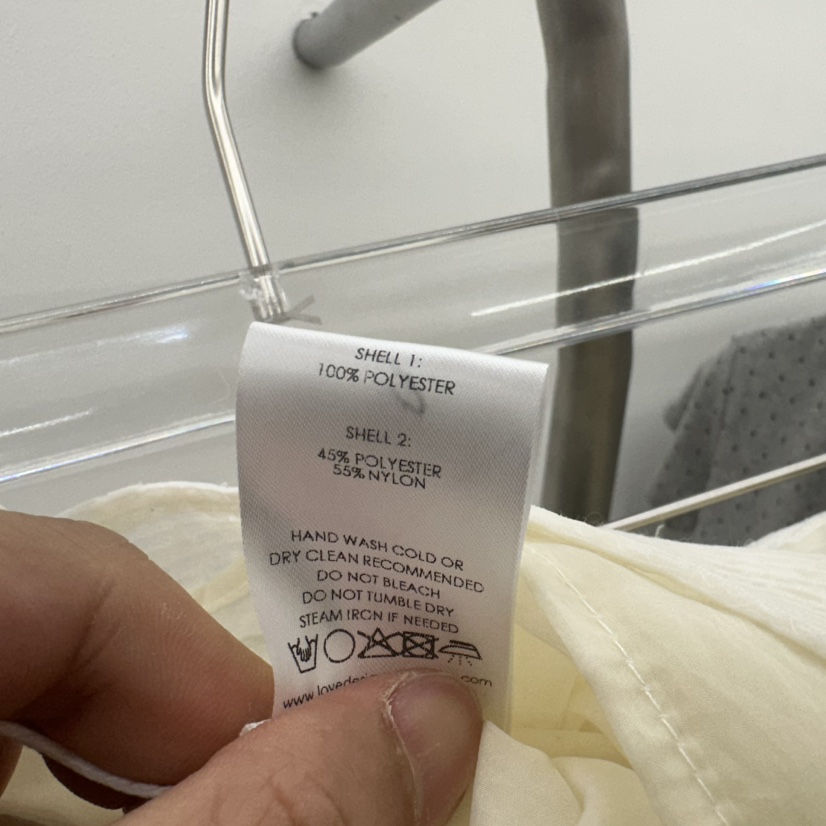 SHELL 1:
100% POLYESTER
SHELL 2:
45% POLYESTER
55% NYLON
HAND WASH COLD OR
DRY CLEAN RECOMMENDED
DO NOT BLEACH
DO NOT TUMBLE DRY
STEAM IRON IF NEEDED